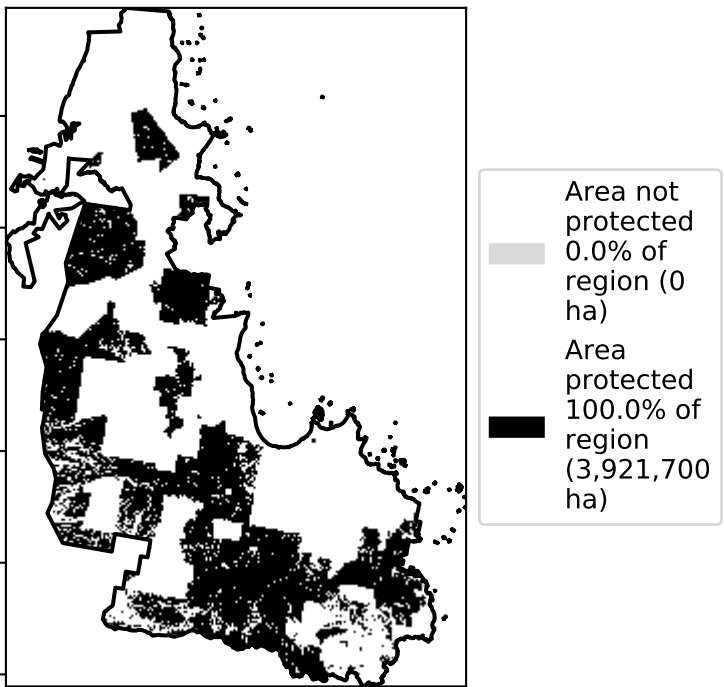 Area not
protected
0.0% of
region (0
ha)
Area
protected
100.0% of
region
(3,921,700
ha)